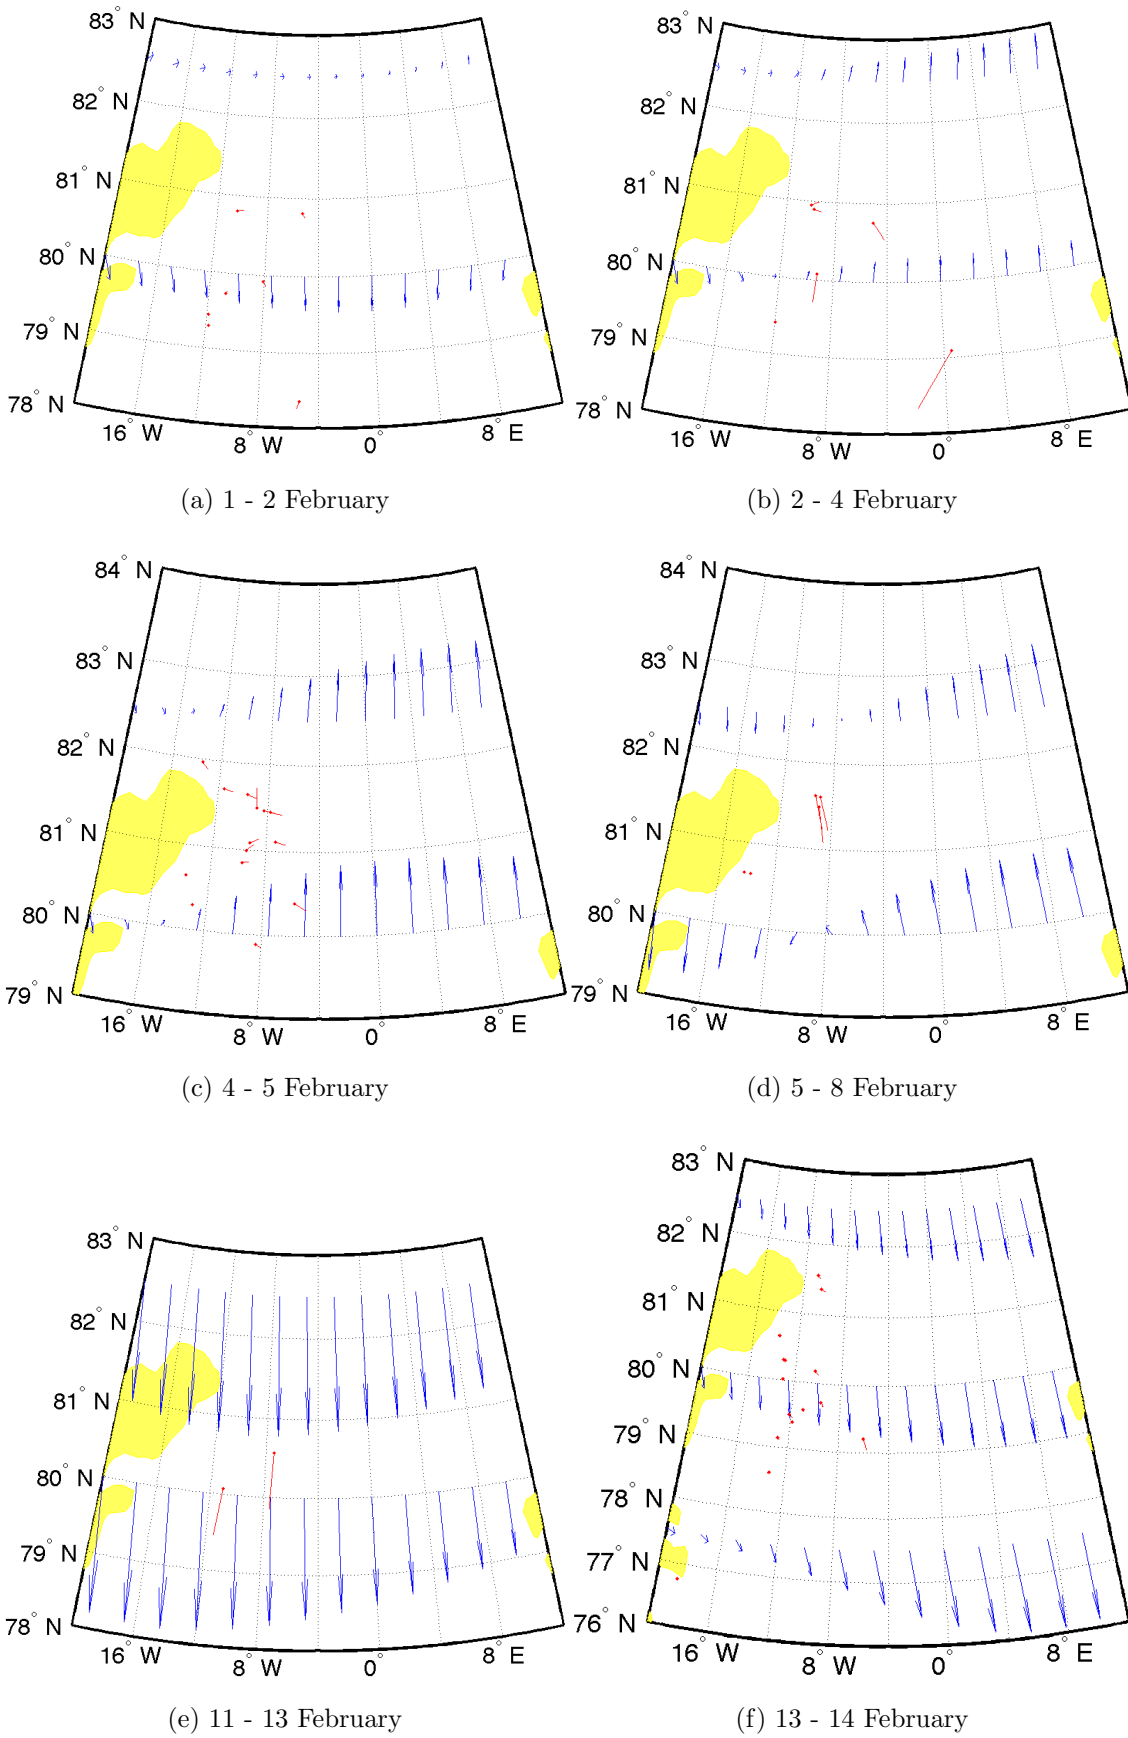 83° N
82° N
81° N
80° N
79° N
78° N
16° W
8° W
0°
8° E
(a) 1 - 2 February
83° N
82° N
81° N
80° N
79° N
78° N
16° W
8° W
0°
8° E
(b) 2 - 4 February
84° N
83° N
82° N
81° N
80° N
79° N
16° W
8° W
0°
8° E
(c) 4 - 5 February
84° N
83° N
82° N
81° N
80° N
79° N
16° W
8° W
0°
8° E
(d) 5 - 8 February
83° N
82° N
81° N
80° N
79° N
78° N
16° W
8° W
0°
8° E
(e) 11 - 13 February
83° N
82° N
81° N
80° N
79° N
78° N
77° N
76° N
16° W
8° W
0°
8° E
(f) 13 - 14 February